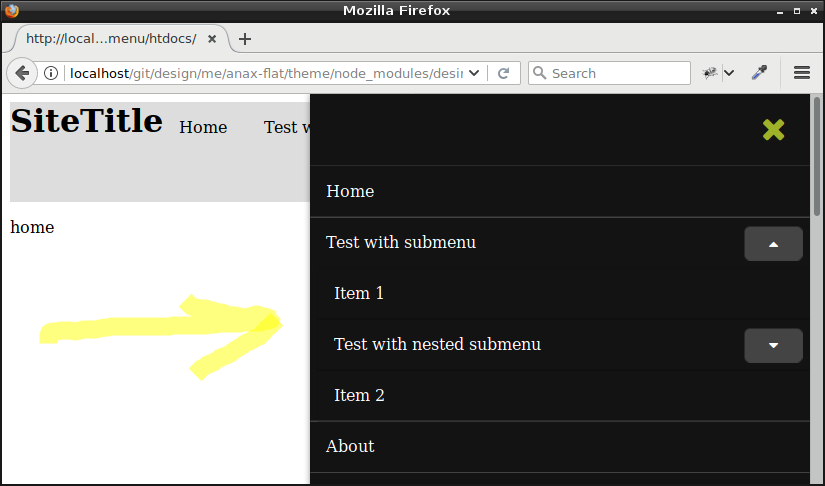 Mozilla Firefox
http://local...menu/htdocs/
localhost/git/design/me/anax-flat/theme/node_modules/desi
Search
SiteTitle Home Test w
home
Home
Test with submenu
Item 1
Test with nested submenu
Item 2
About